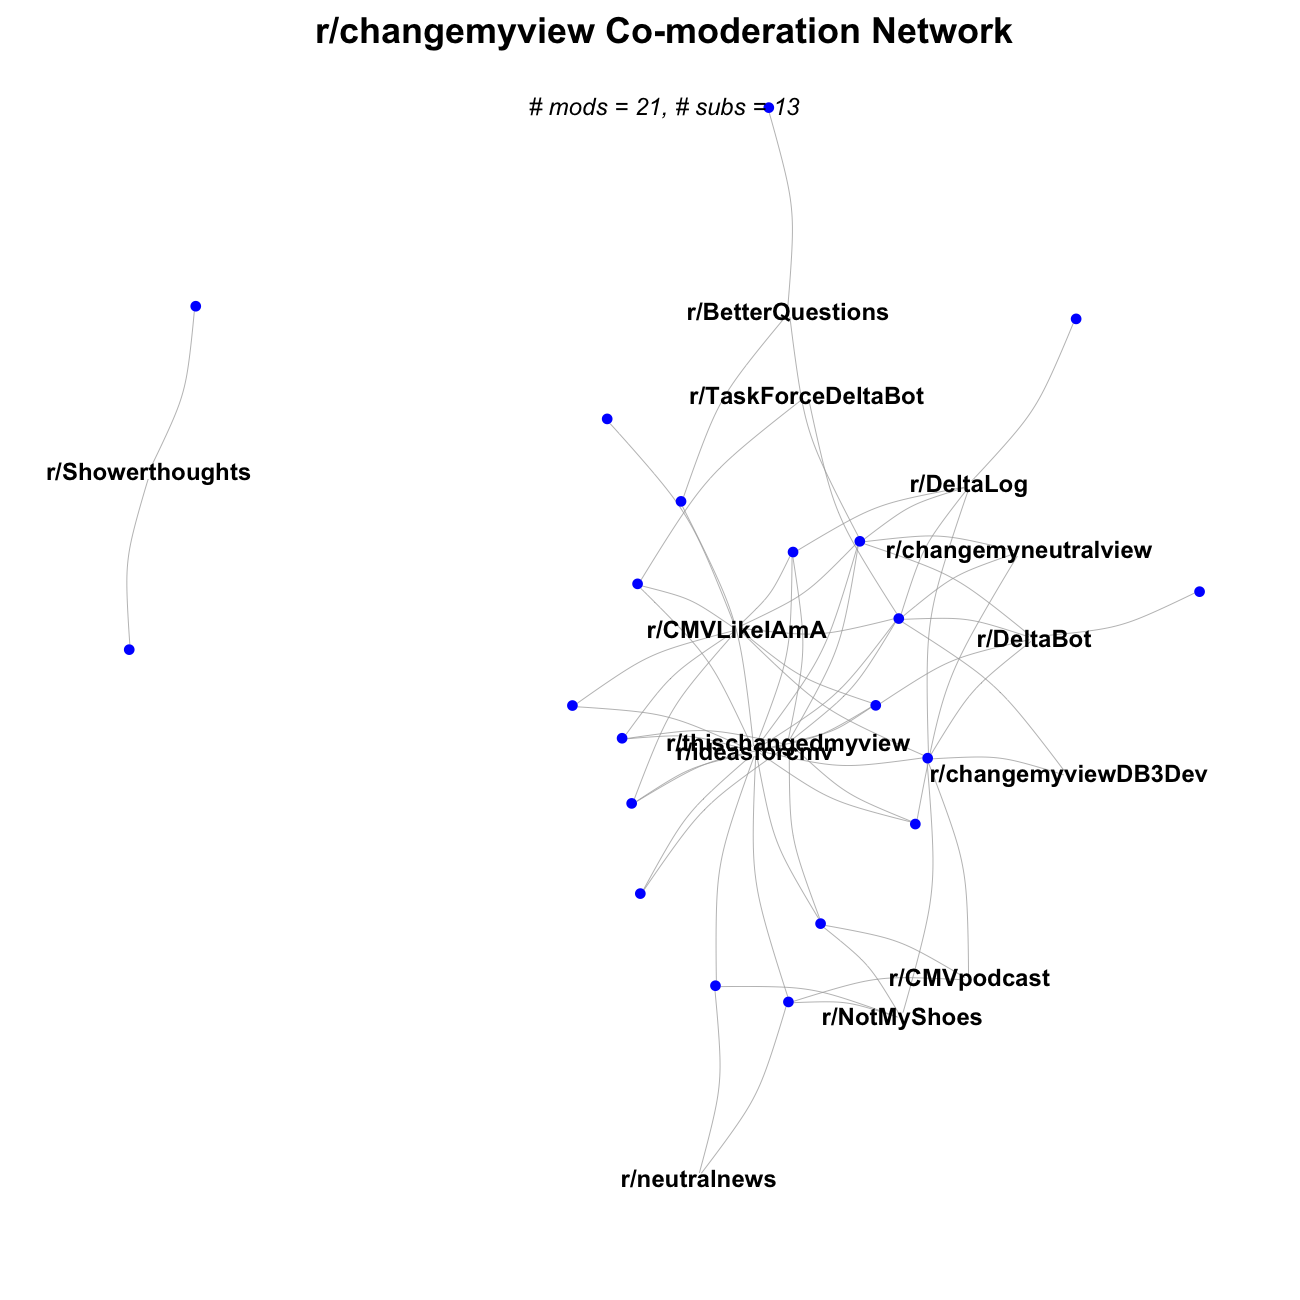 r/changemyview Co-moderation Network
# mods = 21, # subs = 13
r/BetterQuestions
r/TaskForceDeltaBot
r/Showerthoughts
r/DeltaLog
r/changemyneutralview
r/CMVLikeIAmA
r/DeltaBot
r/thischangedmyview
r/ideasforcmv
r/changemyviewDB3Dev
r/CMVpodcast
r/NotMyShoes
r/neutralnews